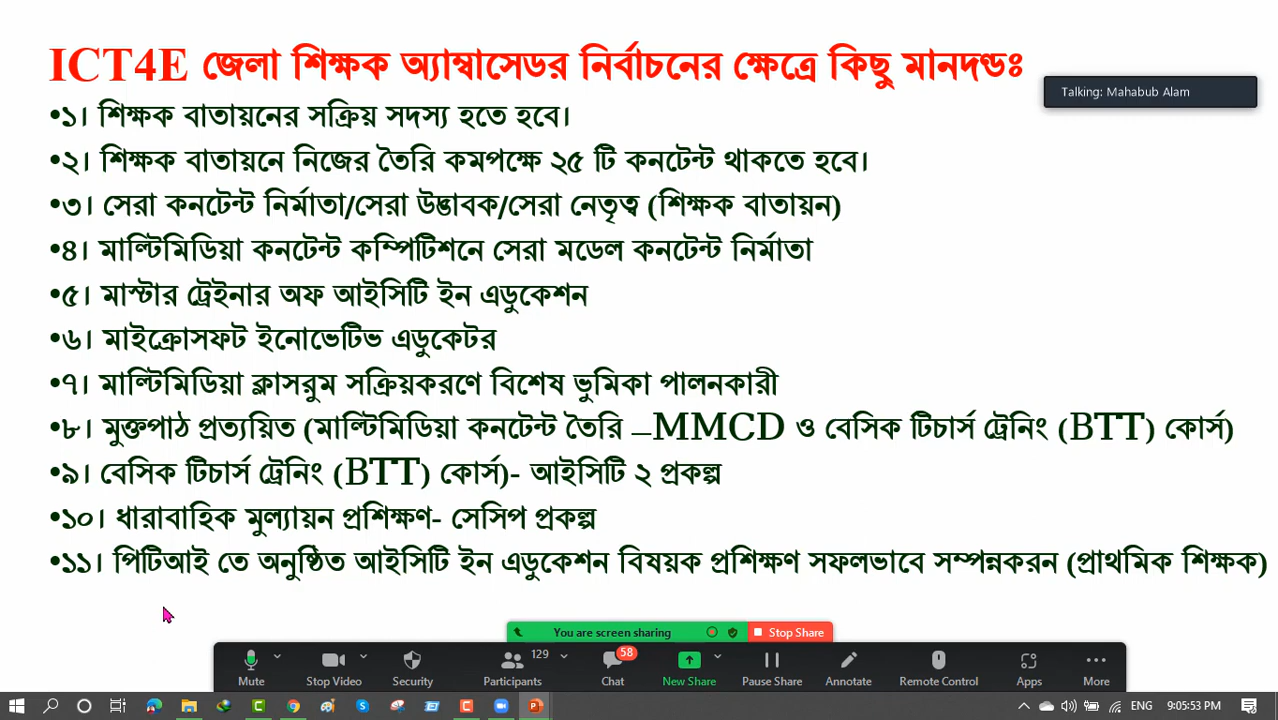 ICT4E জেলা শিক্ষক অ্যাম্বাসেডর নির্বাচনের ক্ষেত্রে কিছু মানদন্ডঃ
Talking: Mahabub Alam
•১। শিক্ষক বাতায়নের সক্রিয় সদস্য হতে হবে।
•২। শিক্ষক বাতায়নে নিজের তৈরি কমপক্ষে ২৫ টি কনটেন্ট থাকতে হবে।
•৩। সেরা কনটেন্ট নির্মাতা/সেরা উদ্ভাবক/সেরা নেতৃত্ব (শিক্ষক বাতায়ন)
•৪। মাল্টিমিডিয়া কনটেন্ট কম্পিটিশনে সেরা মডেল কনটেন্ট নির্মাতা
•৫। মাস্টার ট্রেইনার অফ আইসিটি ইন এডুকেশন
•৬। মাইক্রোসফট ইনোভেটিভ এডুকেটর
•৭। মাল্টিমিডিয়া ক্লাসরুম সক্রিয়করণে বিশেষ ভুমিকা পালনকারী
•৮। মুক্তপাঠ প্রত্যয়িত (মাল্টিমিডিয়া কনটেন্ট তৈরি –MMCD ও বেসিক টিচার্স ট্রেনিং (BTT) কোর্স)
•৯। বেসিক টিচার্স ট্রেনিং (BTT) কোর্স)- আইসিটি ২ প্রকল্প
•১০। ধারাবাহিক মুল্যায়ন প্রশিক্ষণ- সেসিপ প্রকল্প
•১১। পিটিআই তে অনুষ্ঠিত আইসিটি ইন এডুকেশন বিষয়ক প্রশিক্ষণ সফলভাবে সম্পন্নকরন (প্রাথমিক শিক্ষক)
You are screen sharing Stop Share
129 58
Mute Stop Video Security Participants Chat New Share Pause Share Annotate Remote Control Apps More
ENG 9:05:53 PM